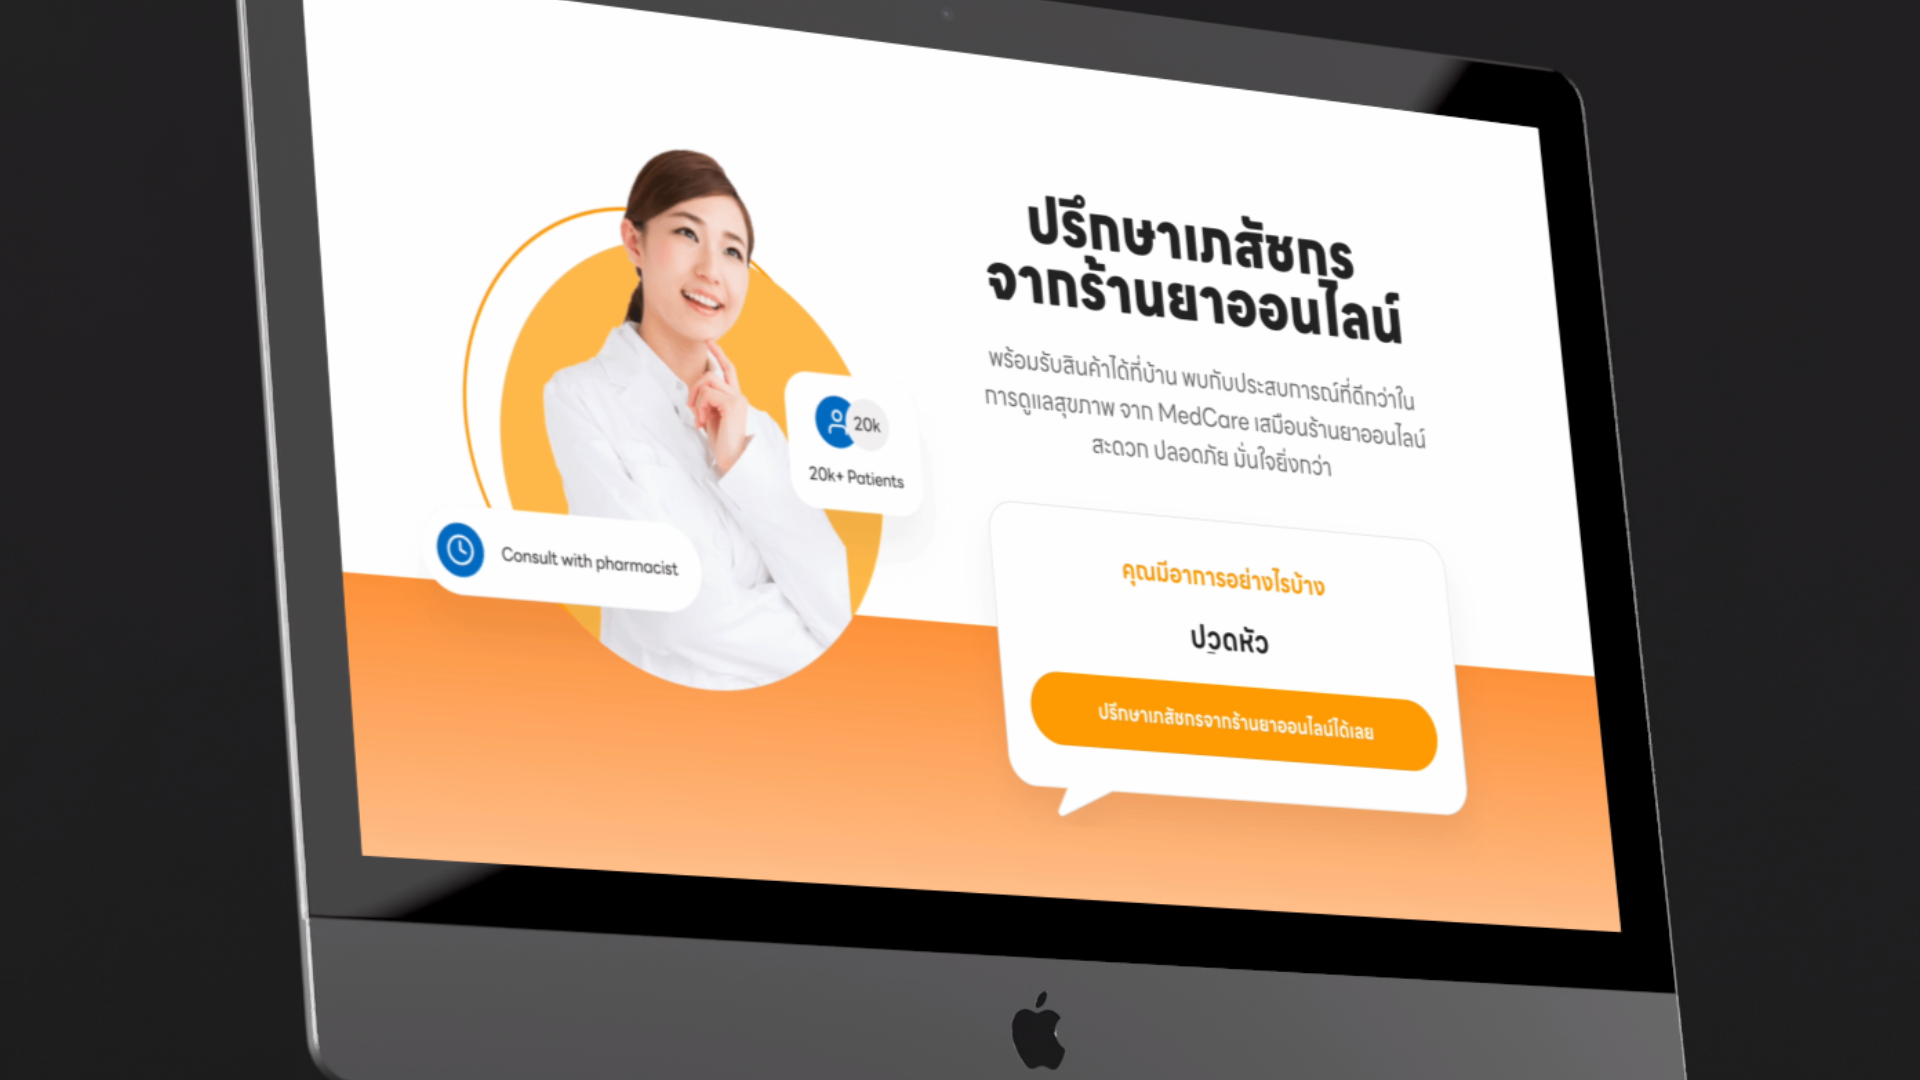 ปรึกษาเภสัชกร
จากร้านยาออนไลน์
พร้อมรับสินค้าได้ที่บ้าน พบกับประสบการณ์ที่ดีกว่าใน
การดูแลสุขภาพ จาก MedCare เสมือนร้านยาออนไลน์
สะดวก ปลอดภัย มั่นใจยิ่งกว่า
20k
20k+ Patients
Consult with pharmacist
คุณมีอาการอย่างไรบ้าง
ปวดหัว
ปรึกษาเภสัชกรจากร้านยาออนไลน์ได้เลย